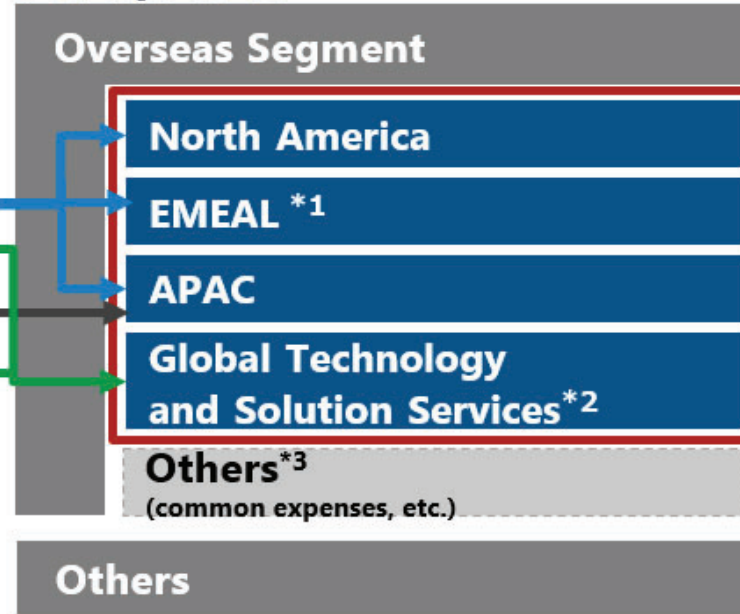 Overseas Segment
North America
EMEAL *1
APAC
Global Technology
and Solution Services*2
Others*3
(common expenses, etc.)
Others